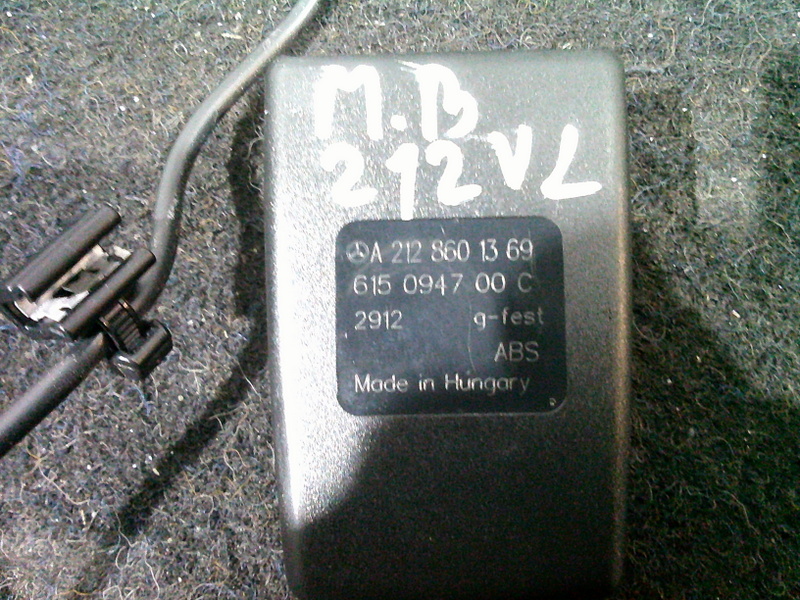 M.B
212 VL
A 212 860 13 69
615 0947 00 C
2912 g-fest
ABS
Made in Hungary